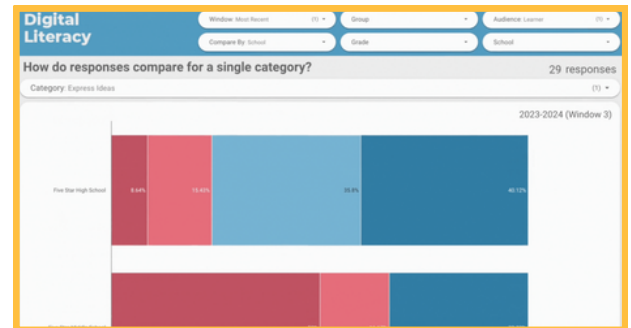 Digital
Literacy
Window: Most Recent (1)
Group
Audience: Learner (1)
Compare By: School
Grade
School
How do responses compare for a single category?
29 responses
Category: Express Ideas (1)
2023-2024 (Window 3)
Five Star High School 8.64% 15.43% 35.8% 40.12%